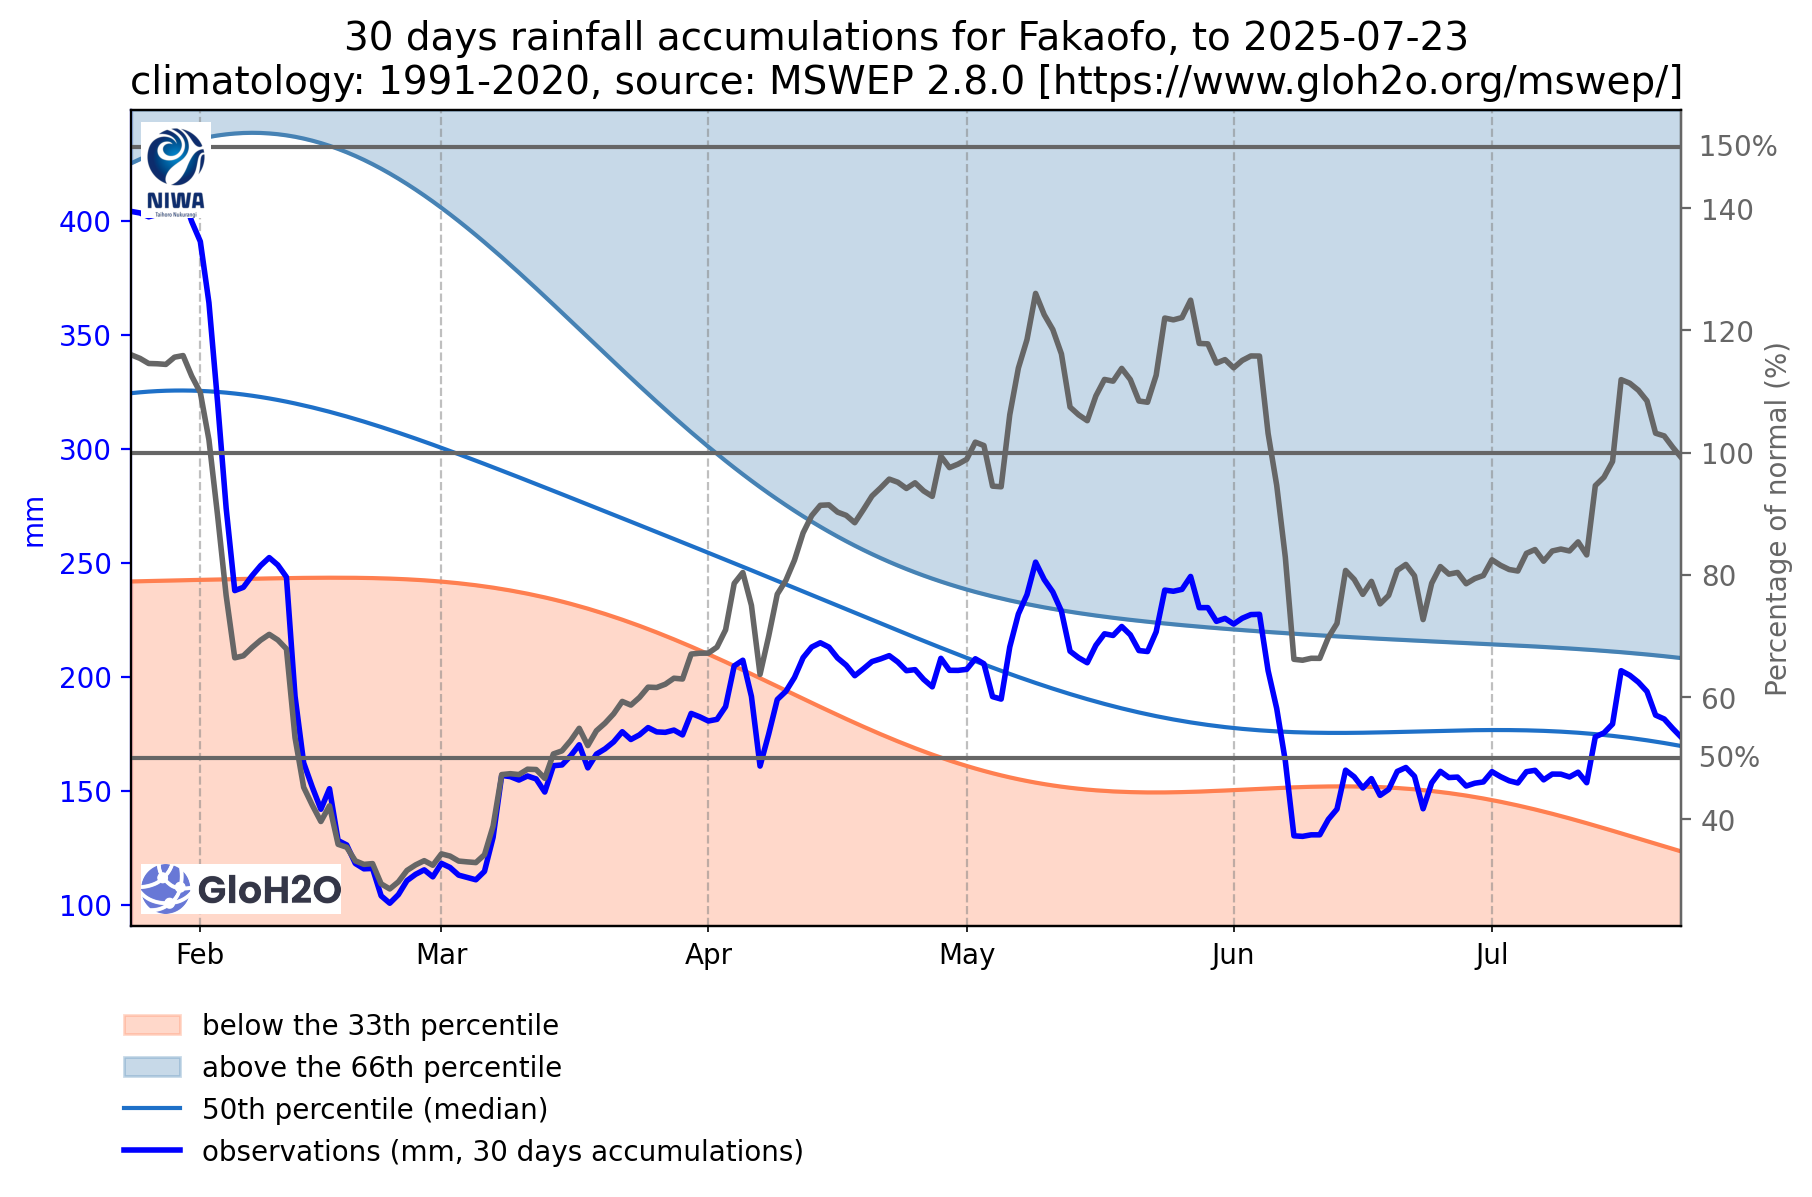 30 days rainfall accumulations for Fakaofo, to 2025-07-23
climatology: 1991-2020, source: MSWEP 2.8.0 [https://www.gloh2o.org/mswep/]
NIWA
Taihoro Nukurangi
400
350
300
250
200
150
100
mm
150%
140
120
100
80
60
50%
40
Percentage of normal (%)
GloH2O
Feb
Mar
Apr
May
Jun
Jul
below the 33th percentile
above the 66th percentile
50th percentile (median)
observations (mm, 30 days accumulations)